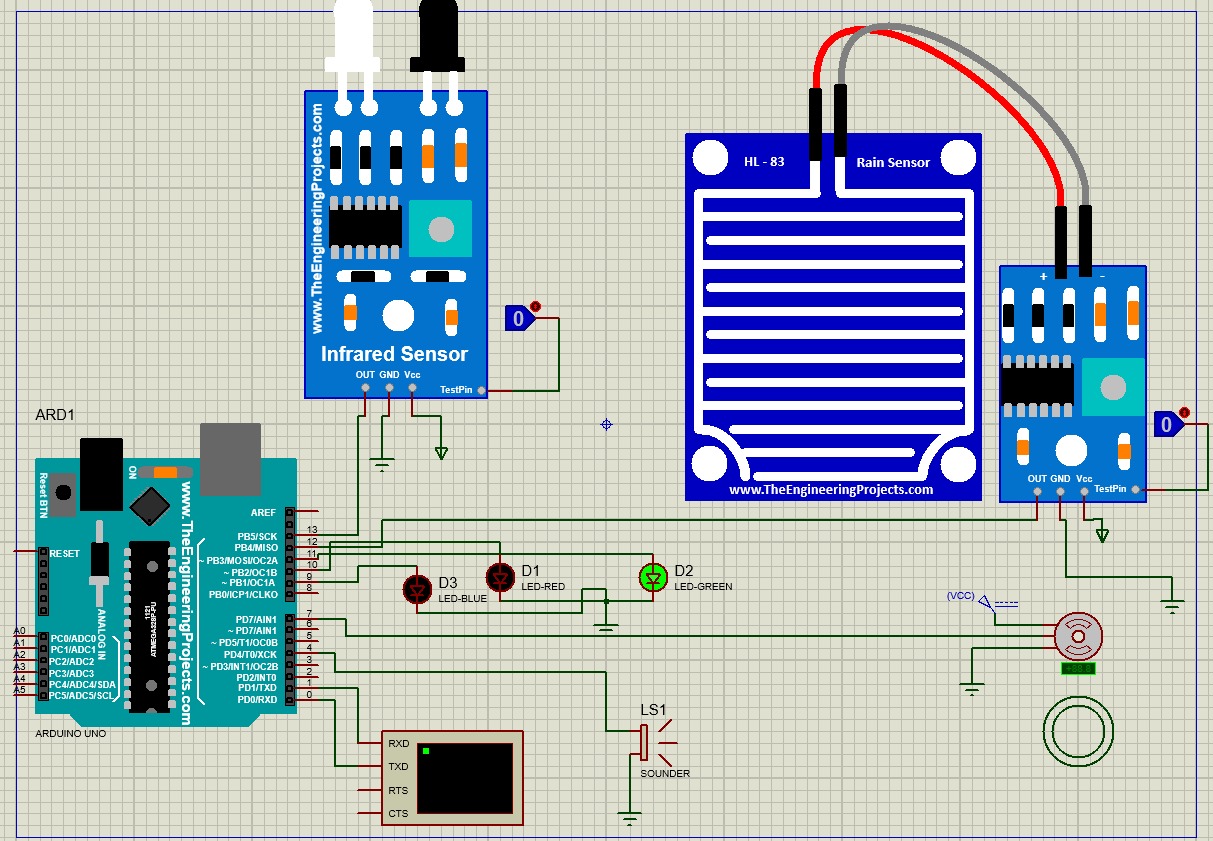 www.TheEngineeringProjects.com
Infrared Sensor
OUT GND Vcc
TestPin
0
HL - 83
Rain Sensor
www.TheEngineeringProjects.com
+ -
OUT GND Vcc
TestPin
0
ARD1
Reset BTN
ON
www.TheEngineeringProjects.com
1121
ANALOG IN
RESET
A0 PC0/ADC0
A1 PC1/ADC1
A2 PC2/ADC2
A3 PC3/ADC3
A4 PC4/ADC4/SDA
A5 PC5/ADC5/SCL
AREF
PB5/SCK 13
PB4/MISO 12
~ PB3/MOSI/OC2A 11
~ PB2/OC1B 10
~ PB1/OC1A 9
PB0/ICP1/CLKO 8
PD7/AIN1 7
~ PD7/AIN1 6
~ PD5/T1/OC0B 5
PD4/T0/XCK 4
~ PD3/INT1/OC2B 3
PD2/INT0 2
PD1/TXD 1
PD0/RXD 0
ARDUINO UNO
D3
LED-BLUE
D1
LED-RED
D2
LED-GREEN
(VCC)
LS1
SOUNDER
RXD
TXD
RTS
CTS